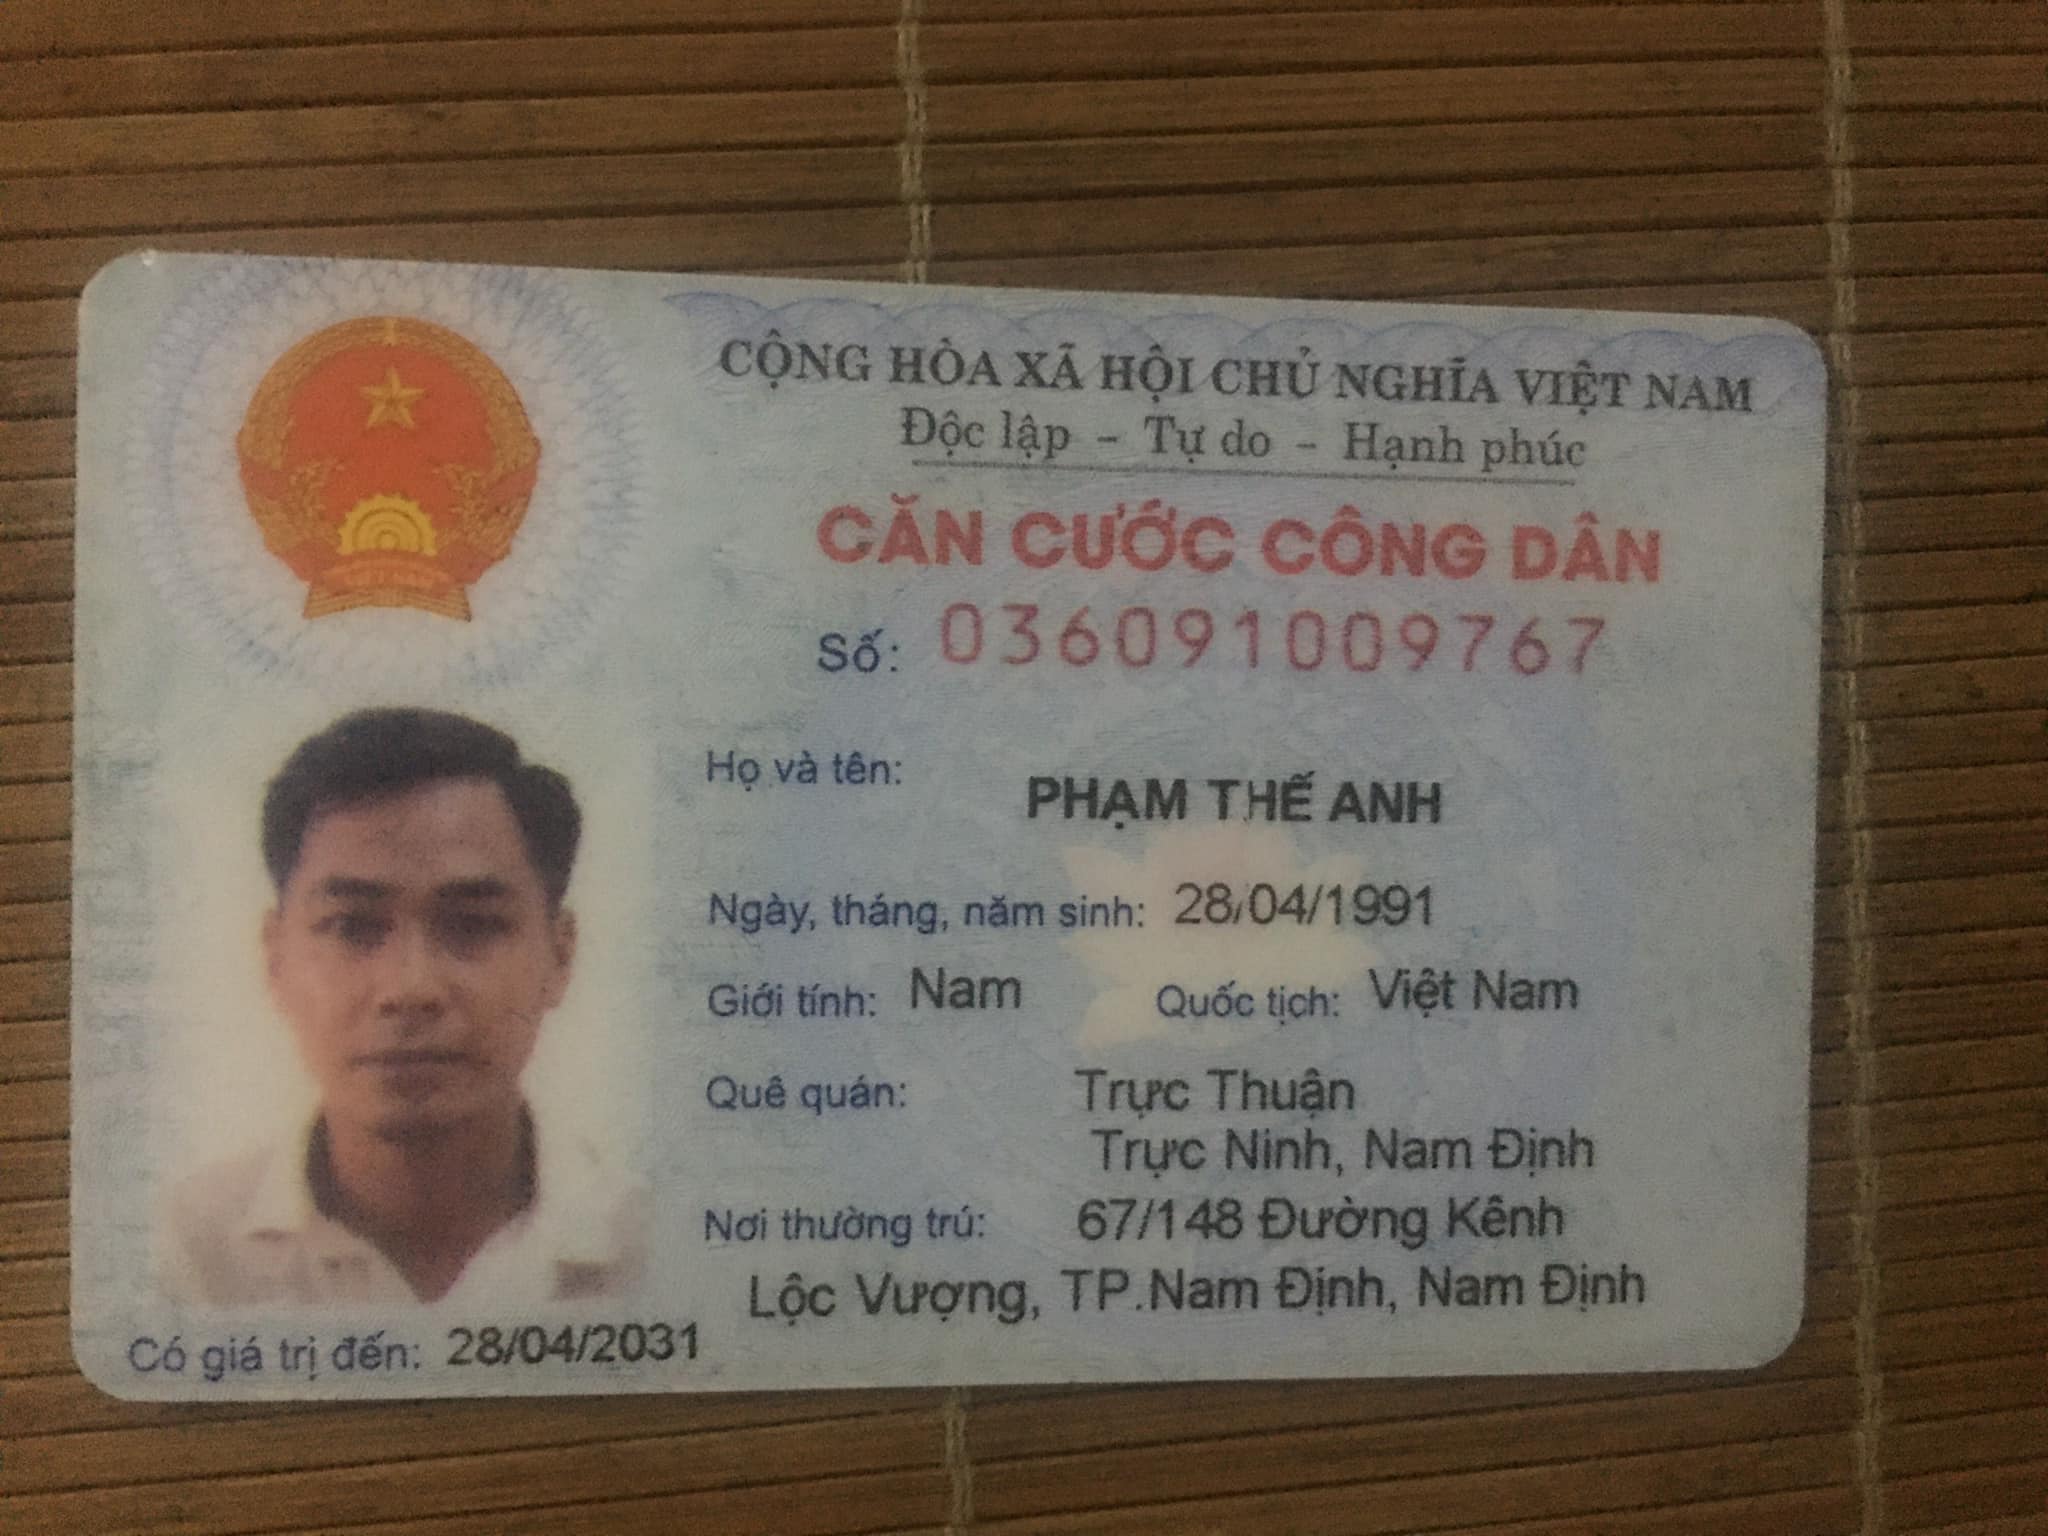 CỘNG HÒA XÃ HỘI CHỦ NGHĨA VIỆT NAM
Độc lập - Tự do - Hạnh phúc
CĂN CƯỚC CÔNG DÂN
Số: 036091009767
Họ và tên: PHẠM THẾ ANH
Ngày, tháng, năm sinh: 28/04/1991
Giới tính: Nam Quốc tịch: Việt Nam
Quê quán: Trực Thuận
Trực Ninh, Nam Định
Nơi thường trú: 67/148 Đường Kênh
Lộc Vượng, TP.Nam Định, Nam Định
Có giá trị đến: 28/04/2031